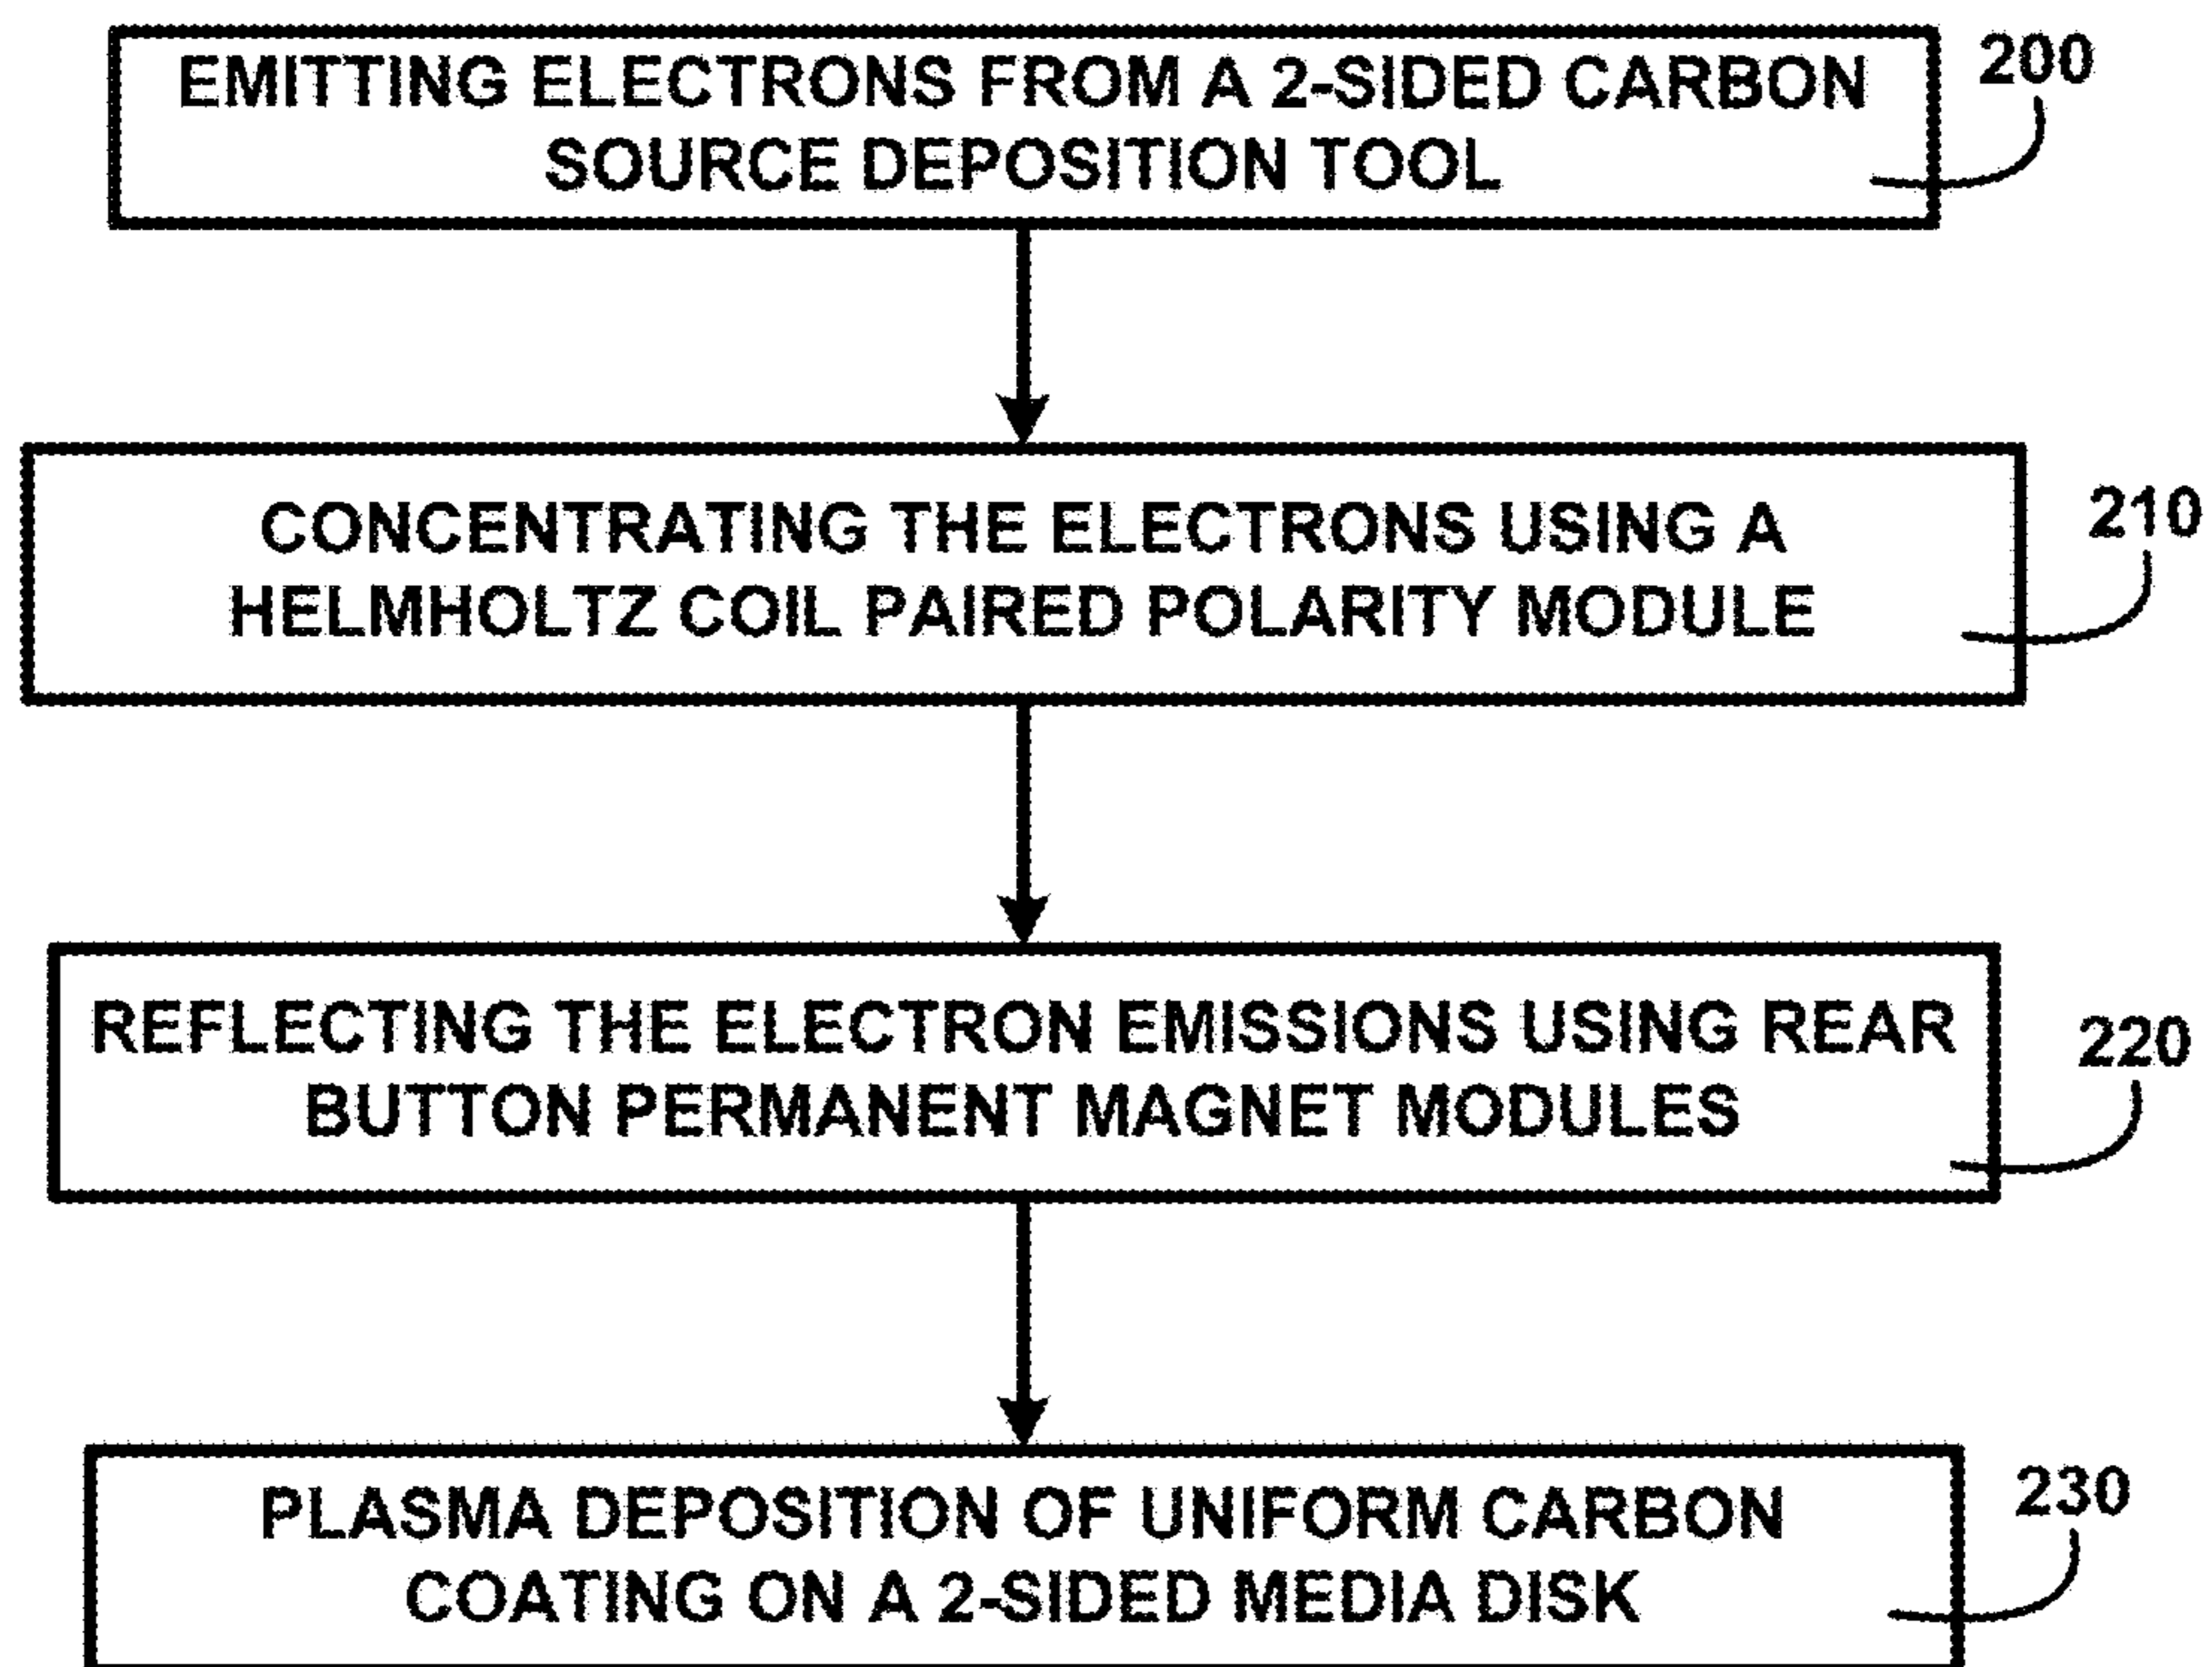 EMITTING ELECTRONS FROM A 2-SIDED CARBON
SOURCE DEPOSITION TOOL
200
CONCENTRATING THE ELECTRONS USING A
HELMHOLTZ COIL PAIRED POLARITY MODULE
210
REFLECTING THE ELECTRON EMISSIONS USING REAR
BUTTON PERMANENT MAGNET MODULES
220
PLASMA DEPOSITION OF UNIFORM CARBON
COATING ON A 2-SIDED MEDIA DISK
230